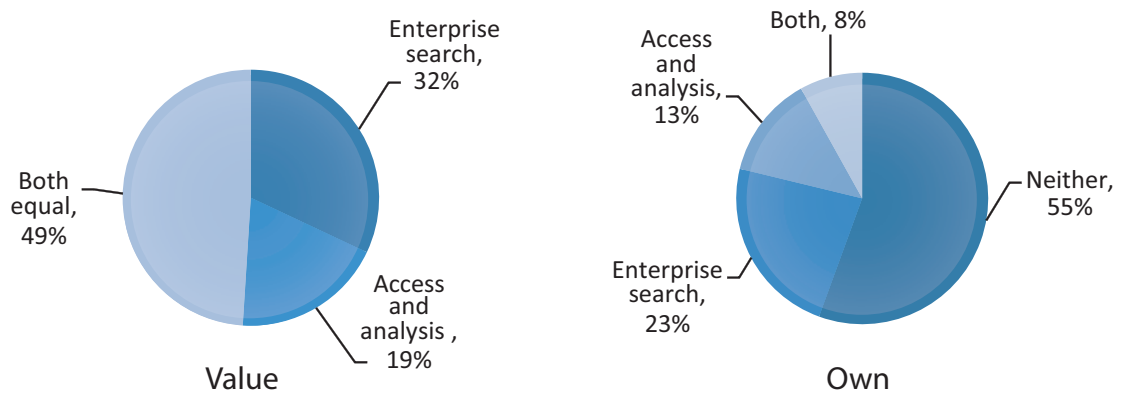 Enterprise
search,
32%
Both
equal,
49%
Access
and
analysis ,
19%
Value
Both, 8%
Access
and
analysis,
13%
Neither,
55%
Enterprise
search,
23%
Own